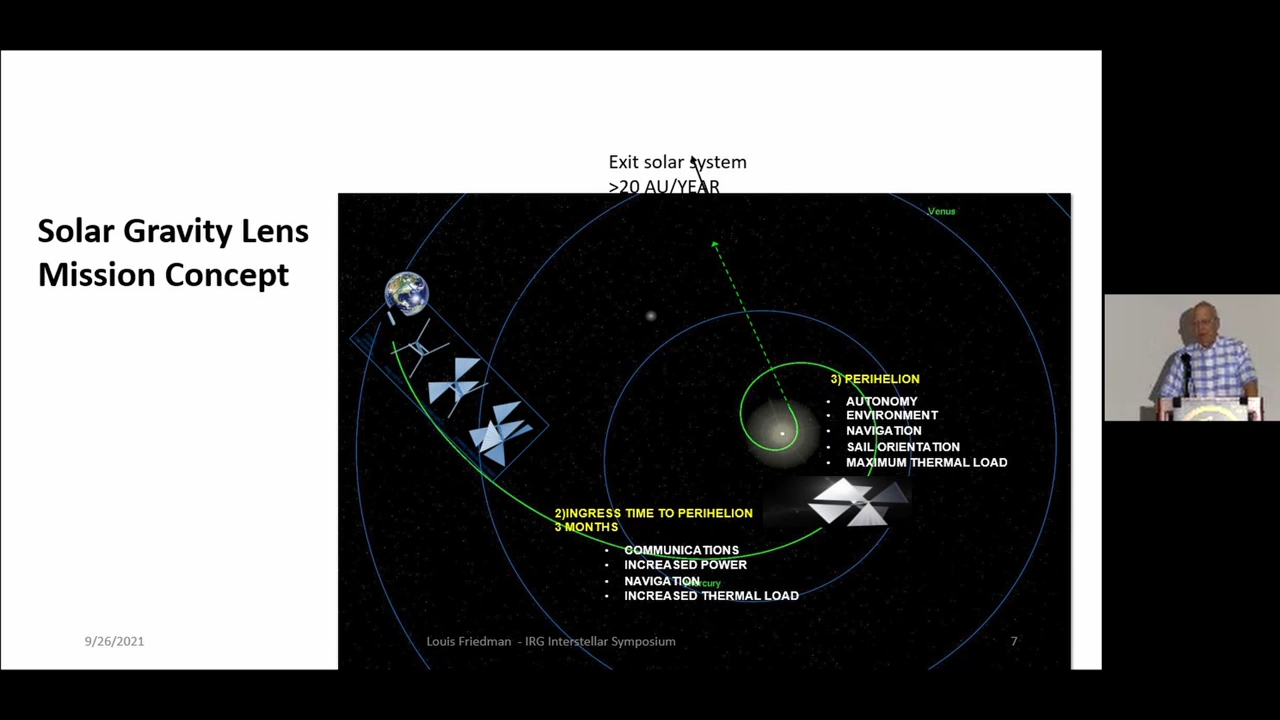 Exit solar system
>20 AU/YEAR
Solar Gravity Lens
Mission Concept
Venus
3) PERIHELION
• AUTONOMY
• ENVIRONMENT
• NAVIGATION
• SAIL ORIENTATION
• MAXIMUM THERMAL LOAD
2)INGRESS TIME TO PERIHELION
3 MONTHS
• COMMUNICATIONS
• INCREASED POWER
• NAVIGATION
Mercury
• INCREASED THERMAL LOAD
9/26/2021
Louis Friedman - IRG Interstellar Symposium
7